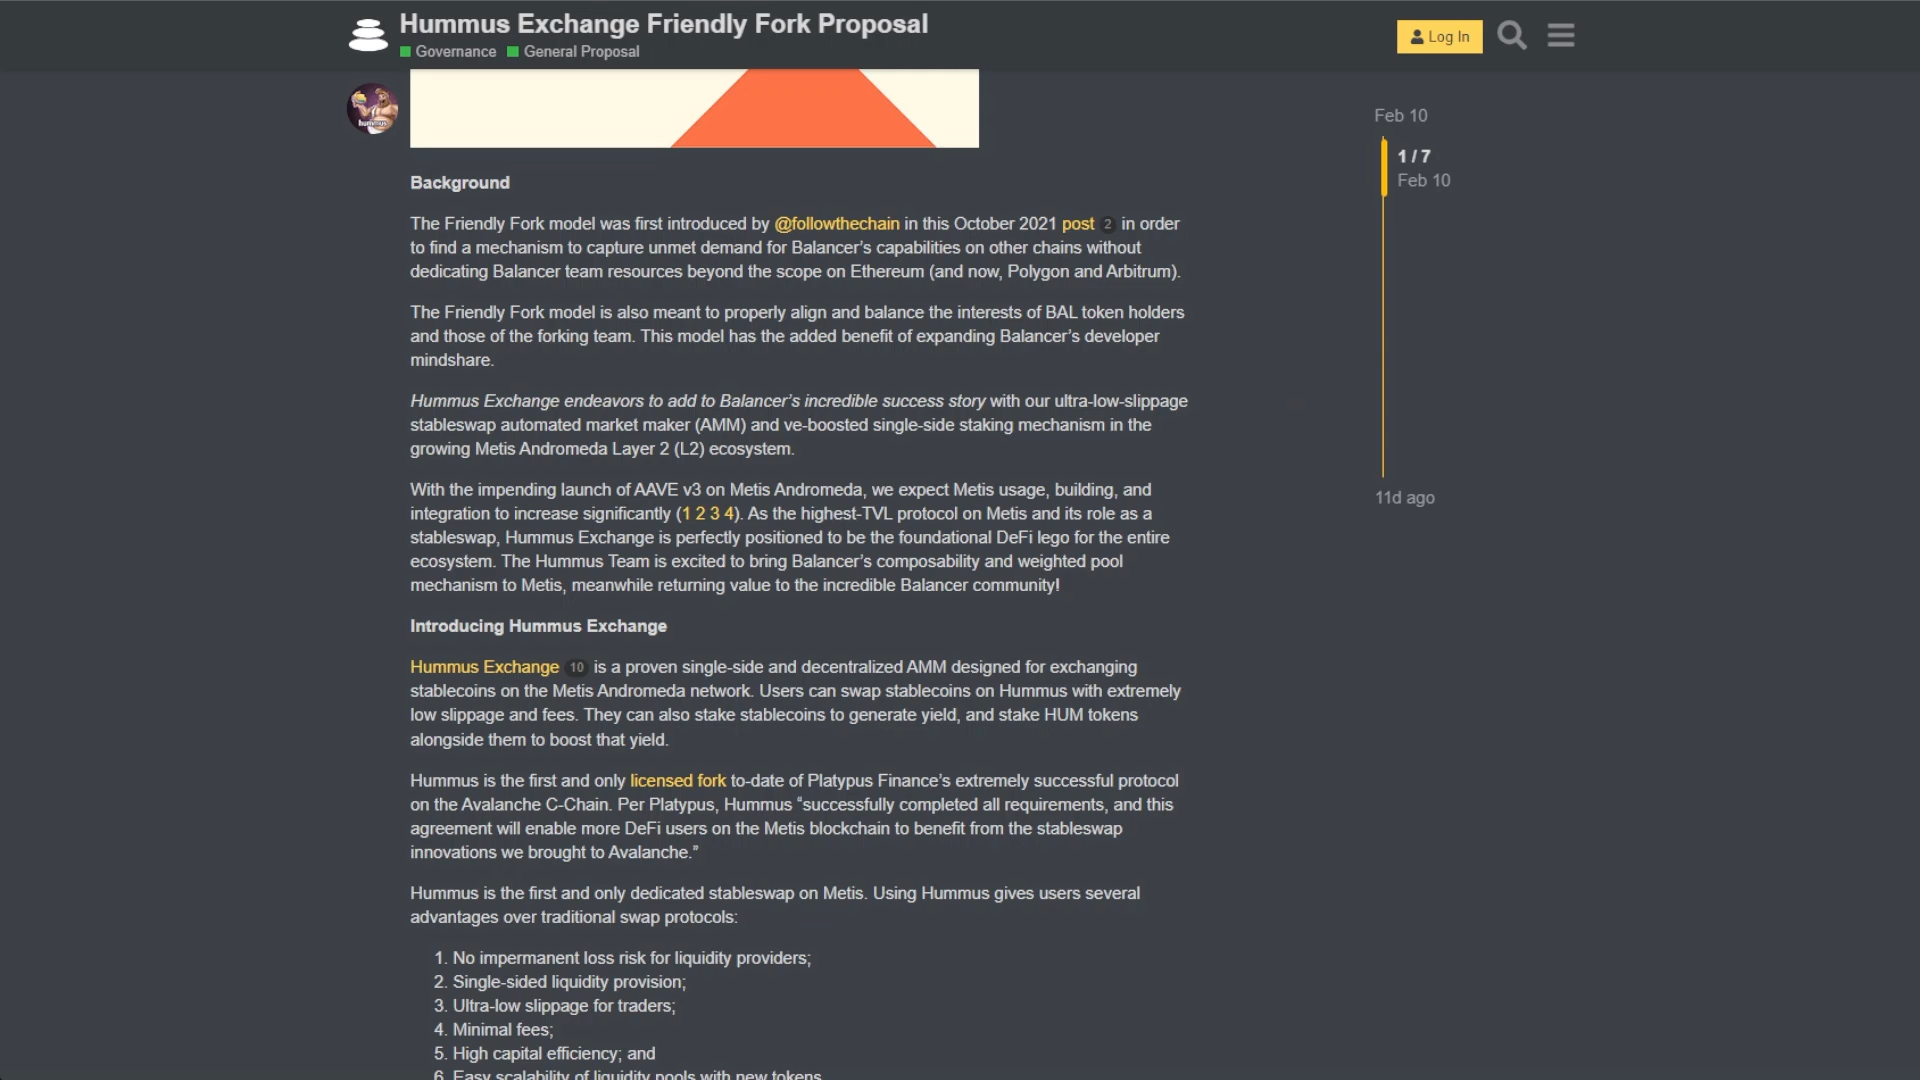 Hummus Exchange Friendly Fork Proposal
Governance General Proposal
Log In
hummus
Feb 10
1 / 7
Feb 10
11d ago
Background
The Friendly Fork model was first introduced by @followthechain in this October 2021 post 2 in order
to find a mechanism to capture unmet demand for Balancer’s capabilities on other chains without
dedicating Balancer team resources beyond the scope on Ethereum (and now, Polygon and Arbitrum).
The Friendly Fork model is also meant to properly align and balance the interests of BAL token holders
and those of the forking team. This model has the added benefit of expanding Balancer’s developer
mindshare.
Hummus Exchange endeavors to add to Balancer’s incredible success story with our ultra-low-slippage
stableswap automated market maker (AMM) and ve-boosted single-side staking mechanism in the
growing Metis Andromeda Layer 2 (L2) ecosystem.
With the impending launch of AAVE v3 on Metis Andromeda, we expect Metis usage, building, and
integration to increase significantly (1 2 3 4). As the highest-TVL protocol on Metis and its role as a
stableswap, Hummus Exchange is perfectly positioned to be the foundational DeFi lego for the entire
ecosystem. The Hummus Team is excited to bring Balancer’s composability and weighted pool
mechanism to Metis, meanwhile returning value to the incredible Balancer community!
Introducing Hummus Exchange
Hummus Exchange 10 is a proven single-side and decentralized AMM designed for exchanging
stablecoins on the Metis Andromeda network. Users can swap stablecoins on Hummus with extremely
low slippage and fees. They can also stake stablecoins to generate yield, and stake HUM tokens
alongside them to boost that yield.
Hummus is the first and only licensed fork to-date of Platypus Finance’s extremely successful protocol
on the Avalanche C-Chain. Per Platypus, Hummus “successfully completed all requirements, and this
agreement will enable more DeFi users on the Metis blockchain to benefit from the stableswap
innovations we brought to Avalanche.”
Hummus is the first and only dedicated stableswap on Metis. Using Hummus gives users several
advantages over traditional swap protocols:
1. No impermanent loss risk for liquidity providers;
2. Single-sided liquidity provision;
3. Ultra-low slippage for traders;
4. Minimal fees;
5. High capital efficiency; and
6. Easy scalability of liquidity pools with new tokens